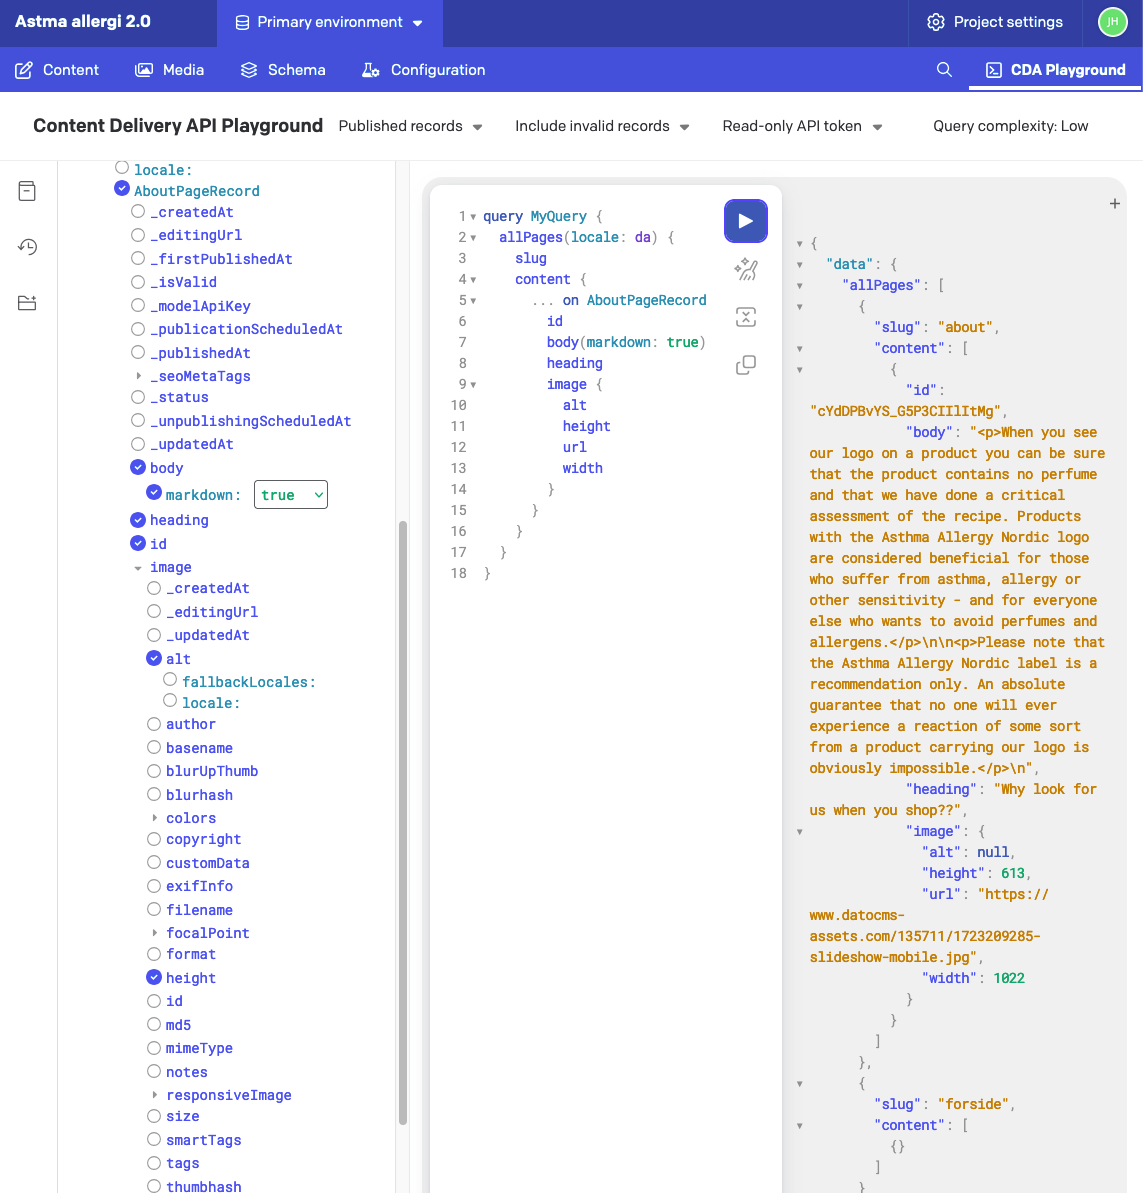 Astma allergi 2.0
Primary environment
Project settings
JH
Content
Media
Schema
Configuration
CDA Playground
Content Delivery API Playground
Published records
Include invalid records
Read-only API token
Query complexity: Low
locale:
AboutPageRecord
_createdAt
_editingUrl
_firstPublishedAt
_isValid
_modelApiKey
_publicationScheduledAt
_publishedAt
_seoMetaTags
_status
_unpublishingScheduledAt
_updatedAt
body
markdown: true
heading
id
image
_createdAt
_editingUrl
_updatedAt
alt
fallbackLocales:
locale:
author
basename
blurUpThumb
blurhash
colors
copyright
customData
exifInfo
filename
focalPoint
format
height
id
md5
mimeType
notes
responsiveImage
size
smartTags
tags
thumbhash
1 query MyQuery {
2 allPages(locale: da) {
3 slug
4 content {
5 ... on AboutPageRecord
6 id
7 body(markdown: true)
8 heading
9 image {
10 alt
11 height
12 url
13 width
14 }
15 }
16 }
17 }
18 }
{
"data": {
"allPages": [
{
"slug": "about",
"content": [
{
"id":
"cYdDPBvYS_G5P3CIIlItMg",
"body": "<p>When you see
our logo on a product you can be sure
that the product contains no perfume
and that we have done a critical
assessment of the recipe. Products
with the Asthma Allergy Nordic logo
are considered beneficial for those
who suffer from asthma, allergy or
other sensitivity - and for everyone
else who wants to avoid perfumes and
allergens.</p>\n\n<p>Please note that
the Asthma Allergy Nordic label is a
recommendation only. An absolute
guarantee that no one will ever
experience a reaction of some sort
from a product carrying our logo is
obviously impossible.</p>\n",
"heading": "Why look for
us when you shop??",
"image": {
"alt": null,
"height": 613,
"url": "https://
www.datocms-
assets.com/135711/1723209285-
slideshow-mobile.jpg",
"width": 1022
}
}
]
},
{
"slug": "forside",
"content": [
{}
]
}